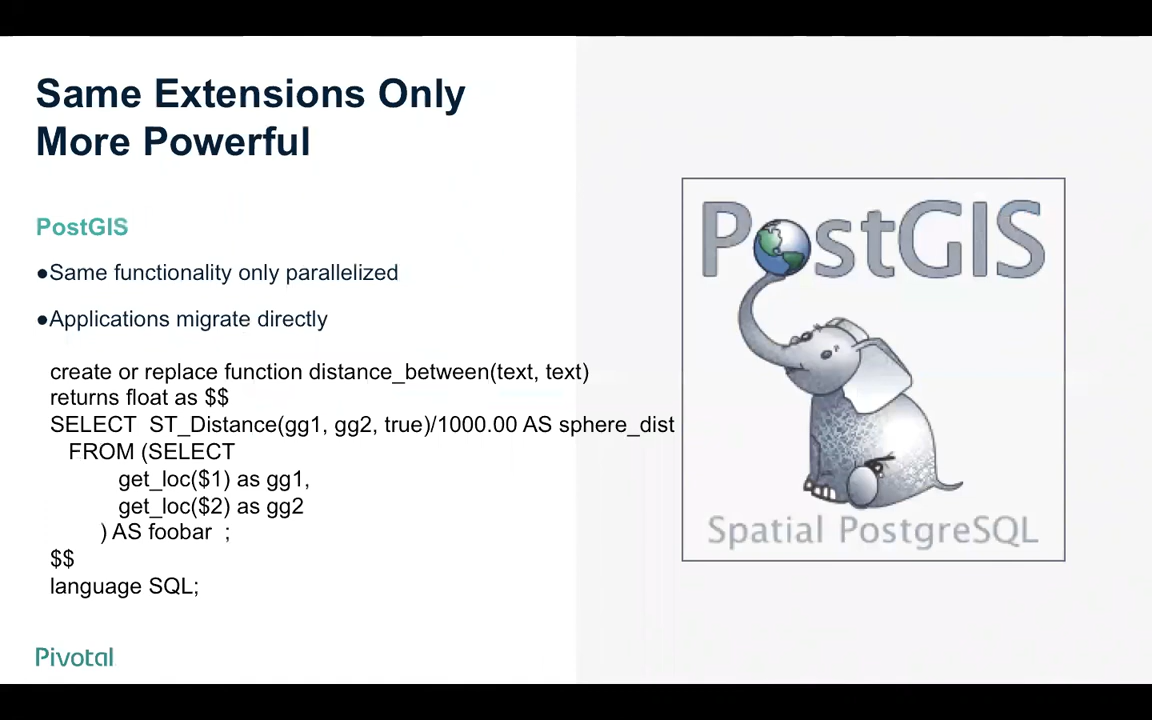 Same Extensions Only
More Powerful
PostGIS
●Same functionality only parallelized
●Applications migrate directly
create or replace function distance_between(text, text)
returns float as $$
SELECT  ST_Distance(gg1, gg2, true)/1000.00 AS sphere_dist
FROM (SELECT
get_loc($1) as gg1,
get_loc($2) as gg2
) AS foobar  ;
$$
language SQL;
PostGIS
Spatial PostgreSQL
Pivotal